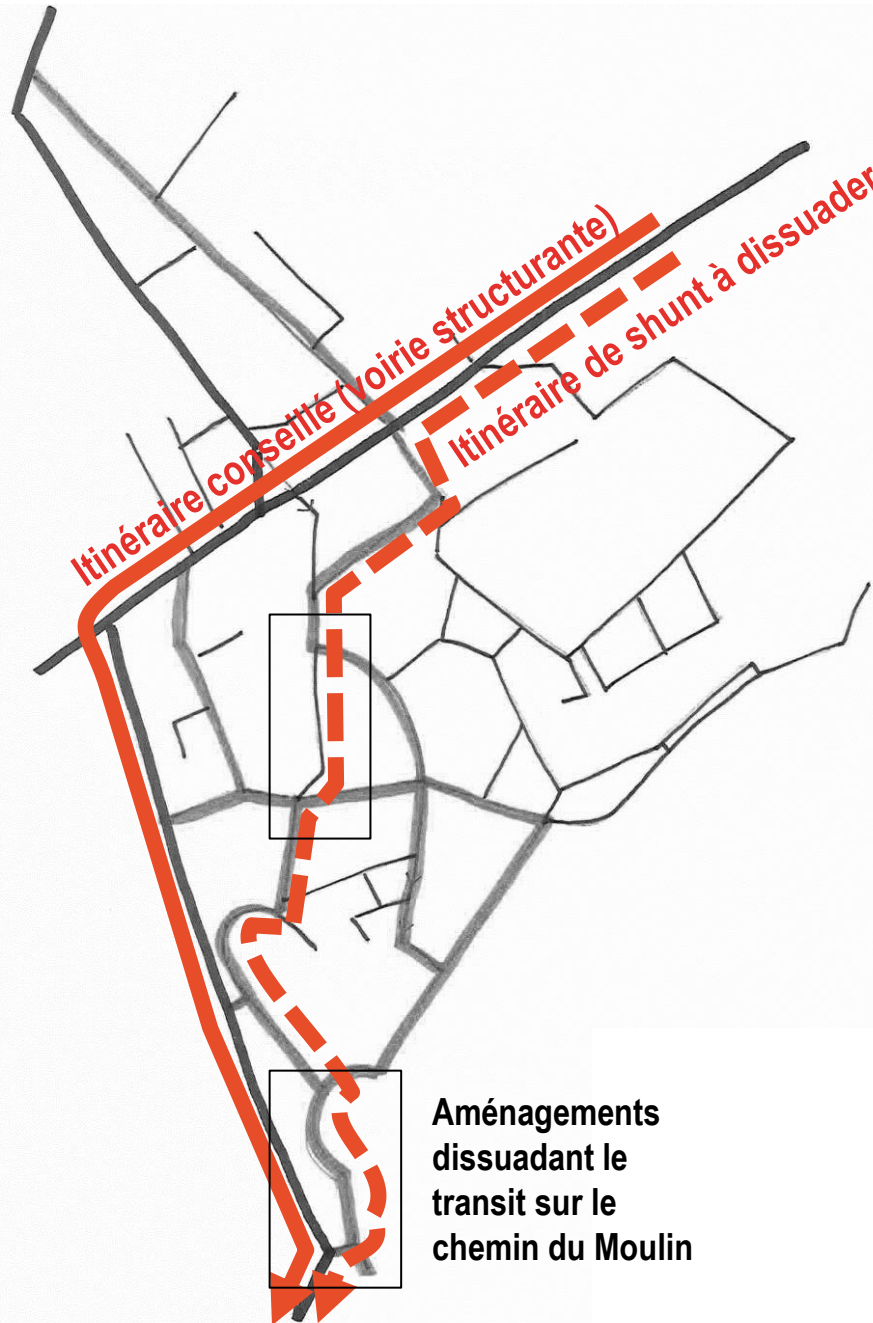 Itinéraire conseillé (voirie structurante)
Itinéraire de shunt à dissuader
Aménagements
dissuadant le
transit sur le
chemin du Moulin